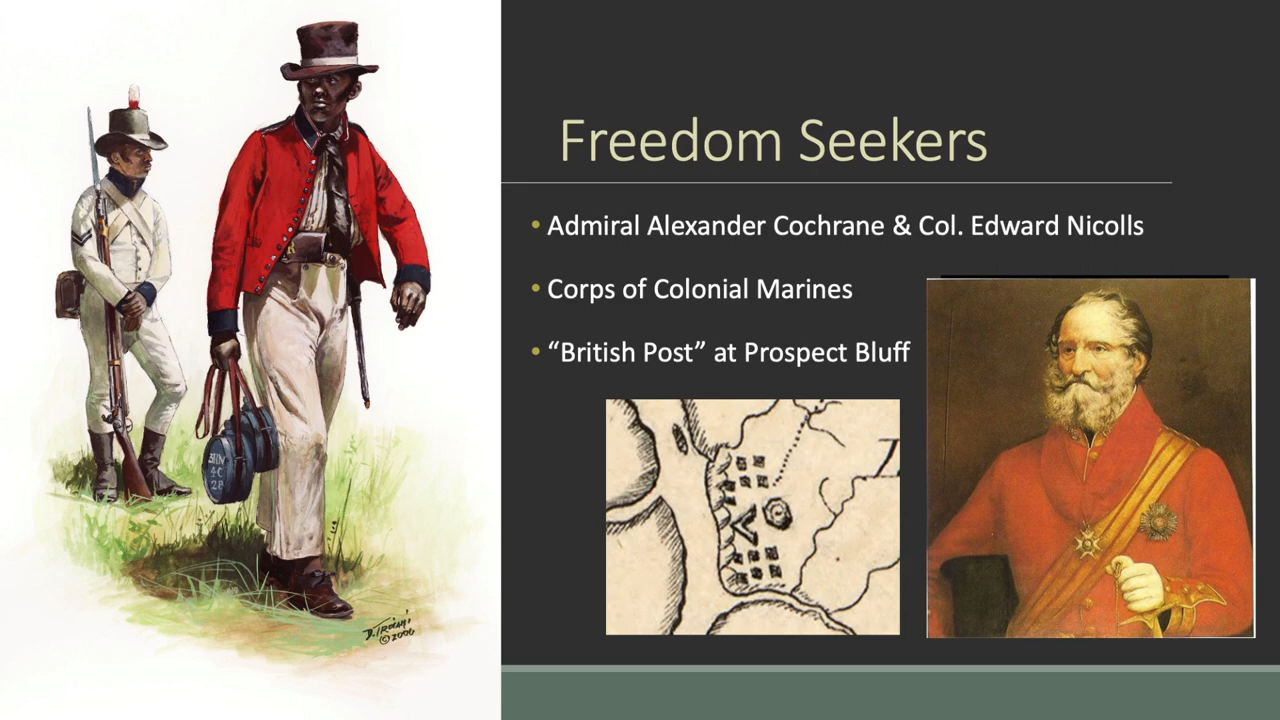 Freedom Seekers
• Admiral Alexander Cochrane & Col. Edward Nicolls
• Corps of Colonial Marines
• “British Post” at Prospect Bluff
D. TROIANI
© 2006